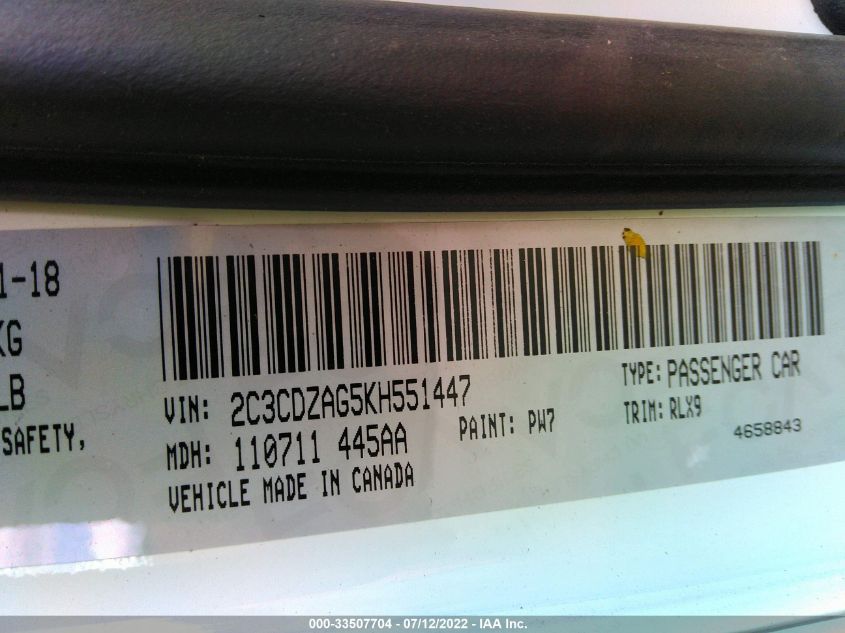 1-18
KG
LB
SAFETY,
VIN: 2C3CDZAG5KH551447
TYPE: PASSENGER CAR
MDH: 110711 445AA
PAINT: PW7
TRIM: RLX9
VEHICLE MADE IN CANADA
4658843
000-33507704 - 07/12/2022 - IAA Inc.